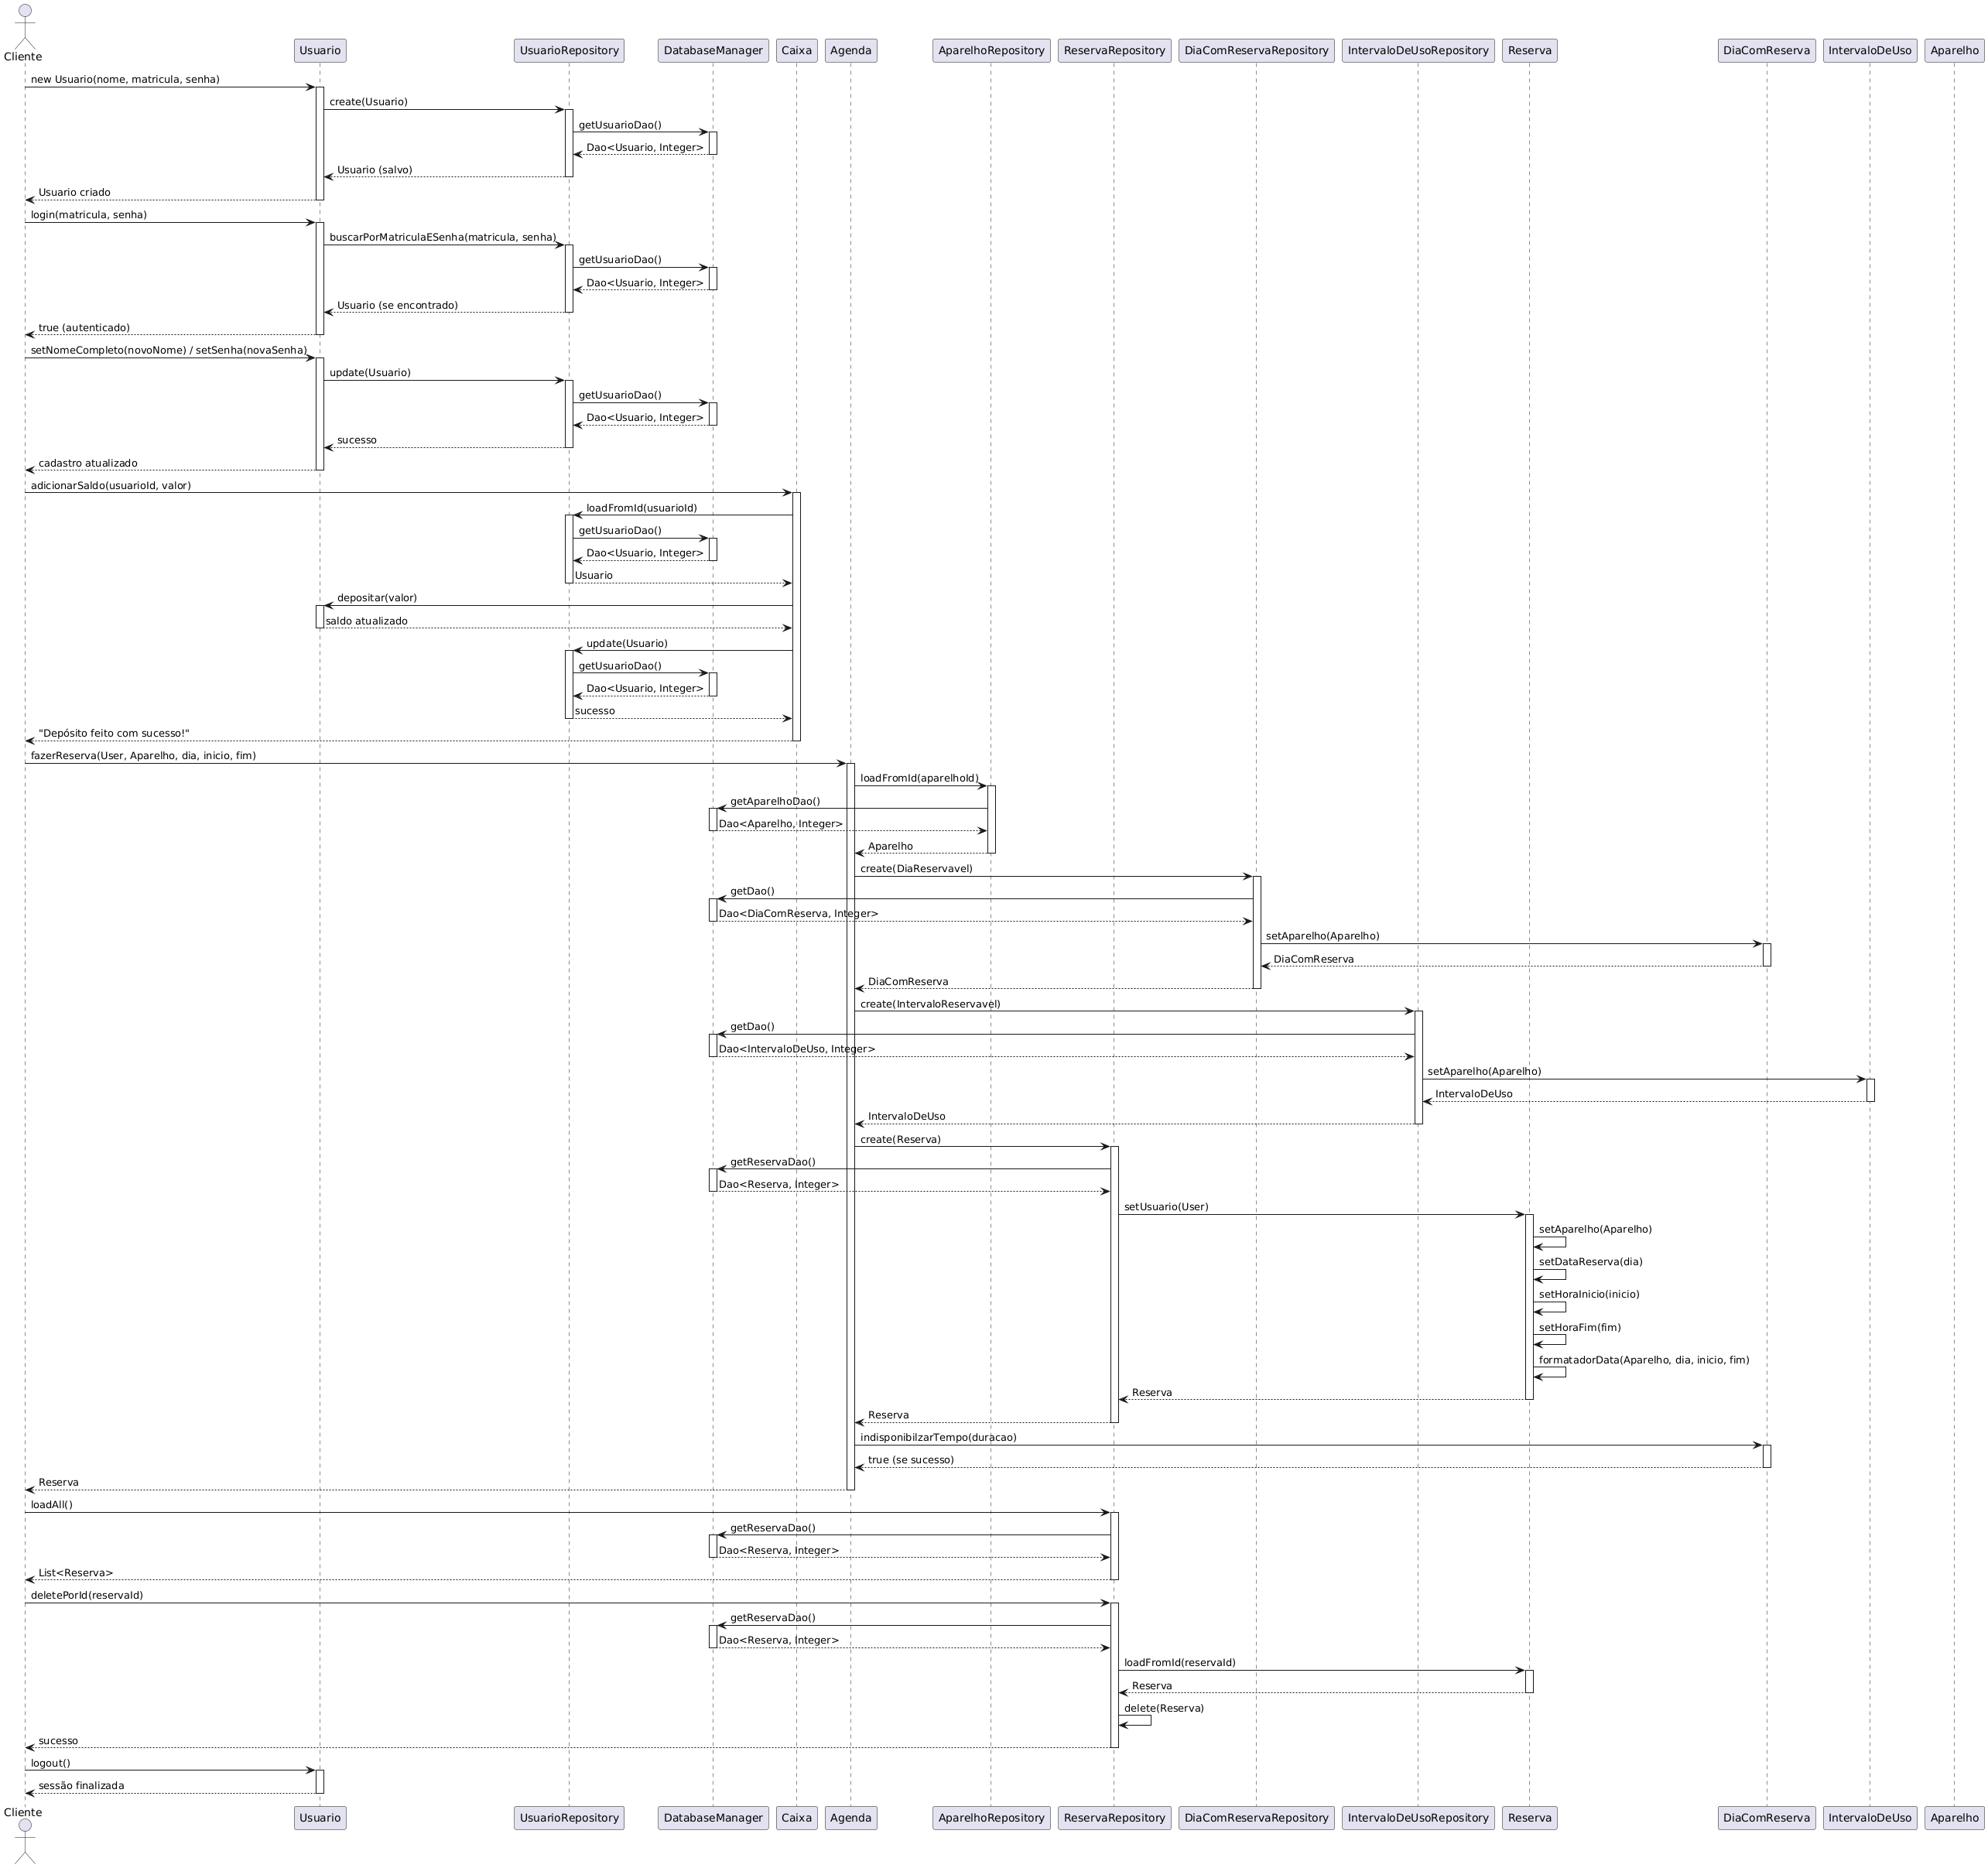 Cliente
Usuario
UsuarioRepository
DatabaseManager
Caixa
Agenda
AparelhoRepository
ReservaRepository
DiaComReservaRepository
IntervaloDeUsoRepository
Reserva
DiaComReserva
IntervaloDeUso
Aparelho
new Usuario(nome, matricula, senha)
create(Usuario)
getUsuarioDao()
Dao<Usuario, Integer>
Usuario (salvo)
Usuario criado
login(matricula, senha)
buscarPorMatriculaESenha(matricula, senha)
getUsuarioDao()
Dao<Usuario, Integer>
Usuario (se encontrado)
true (autenticado)
setNomeCompleto(novoNome) / setSenha(novaSenha)
update(Usuario)
getUsuarioDao()
Dao<Usuario, Integer>
sucesso
cadastro atualizado
adicionarSaldo(usuarioId, valor)
loadFromId(usuarioId)
getUsuarioDao()
Dao<Usuario, Integer>
Usuario
depositar(valor)
saldo atualizado
update(Usuario)
getUsuarioDao()
Dao<Usuario, Integer>
sucesso
"Depósito feito com sucesso!"
fazerReserva(User, Aparelho, dia, inicio, fim)
loadFromId(aparelhoId)
getAparelhoDao()
Dao<Aparelho, Integer>
Aparelho
create(DiaReservavel)
getDao()
Dao<DiaComReserva, Integer>
setAparelho(Aparelho)
DiaComReserva
DiaComReserva
create(IntervaloReservavel)
getDao()
Dao<IntervaloDeUso, Integer>
setAparelho(Aparelho)
IntervaloDeUso
IntervaloDeUso
create(Reserva)
getReservaDao()
Dao<Reserva, Integer>
setUsuario(User)
setAparelho(Aparelho)
setDataReserva(dia)
setHoraInicio(inicio)
setHoraFim(fim)
formatadorData(Aparelho, dia, inicio, fim)
Reserva
Reserva
indisponibilzarTempo(duracao)
true (se sucesso)
Reserva
loadAll()
getReservaDao()
Dao<Reserva, Integer>
List<Reserva>
deletePorId(reservaId)
getReservaDao()
Dao<Reserva, Integer>
loadFromId(reservaId)
Reserva
delete(Reserva)
sucesso
logout()
sessão finalizada
Cliente
Usuario
UsuarioRepository
DatabaseManager
Caixa
Agenda
AparelhoRepository
ReservaRepository
DiaComReservaRepository
IntervaloDeUsoRepository
Reserva
DiaComReserva
IntervaloDeUso
Aparelho